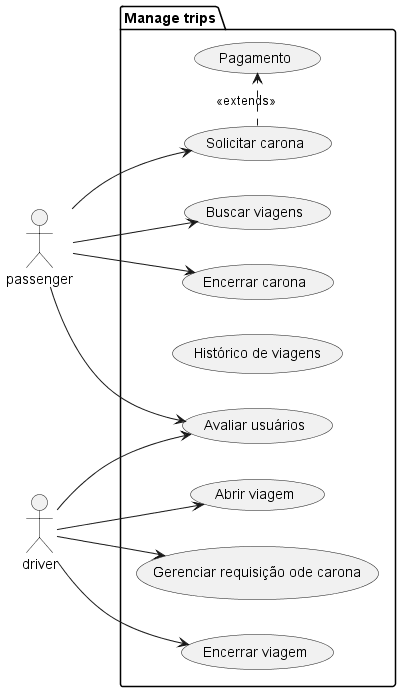 Manage trips
Pagamento
«extends»
Solicitar carona
Buscar viagens
passenger
Encerrar carona
Histórico de viagens
Avaliar usuários
Abrir viagem
driver
Gerenciar requisição ode carona
Encerrar viagem